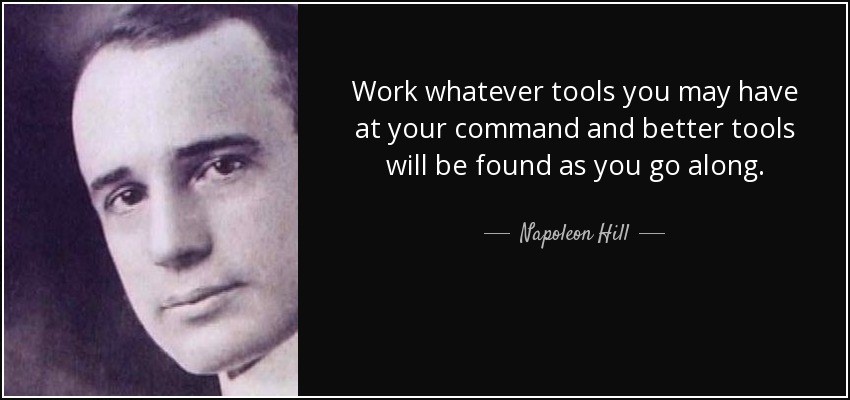 Work whatever tools you may have
at your command and better tools
will be found as you go along.
Napoleon Hill